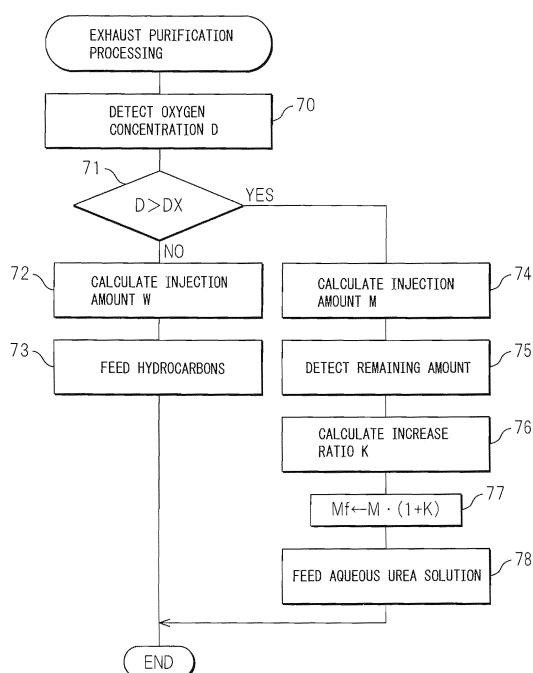 EXHAUST PURIFICATION
PROCESSING
DETECT OXYGEN
CONCENTRATION D
70
71
D>DX
YES
NO
72
CALCULATE INJECTION
AMOUNT W
73
FEED HYDROCARBONS
CALCULATE INJECTION
AMOUNT M
74
DETECT REMAINING AMOUNT
75
CALCULATE INCREASE
RATIO K
76
Mf←M · (1+K)
77
FEED AQUEOUS UREA SOLUTION
78
END